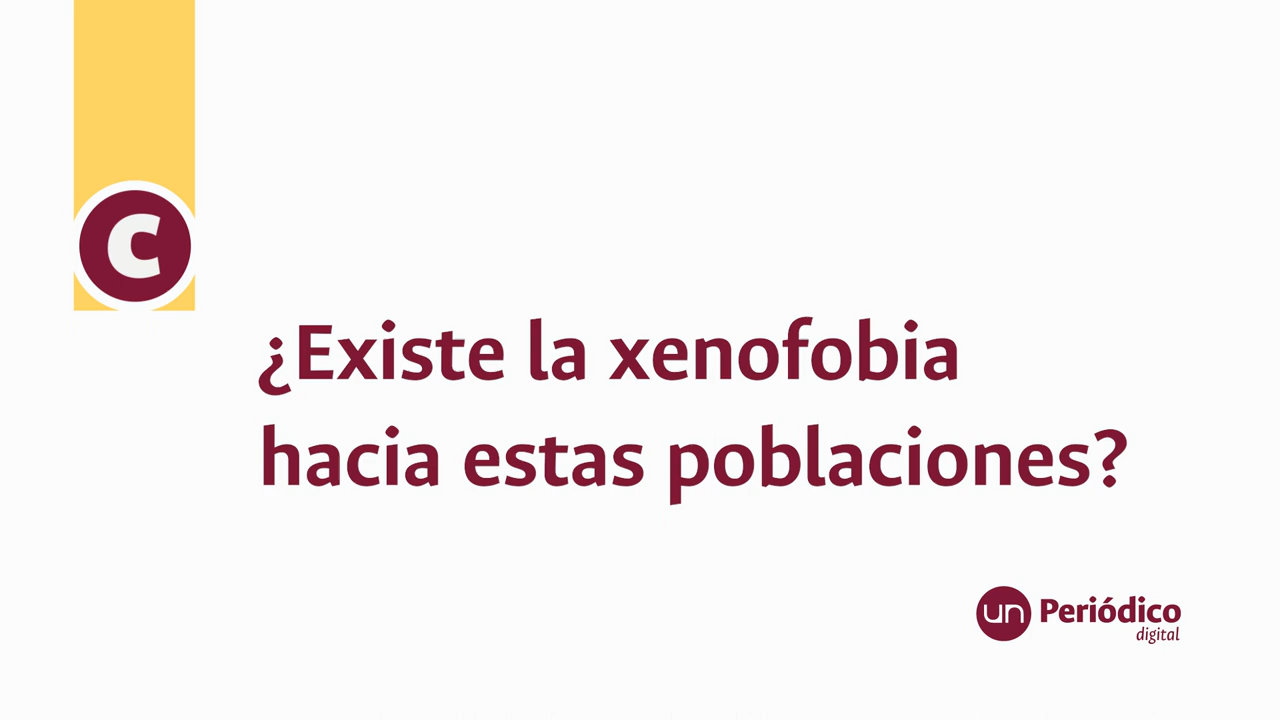 C
¿Existe la xenofobia
hacia estas poblaciones?
un Periódico
digital